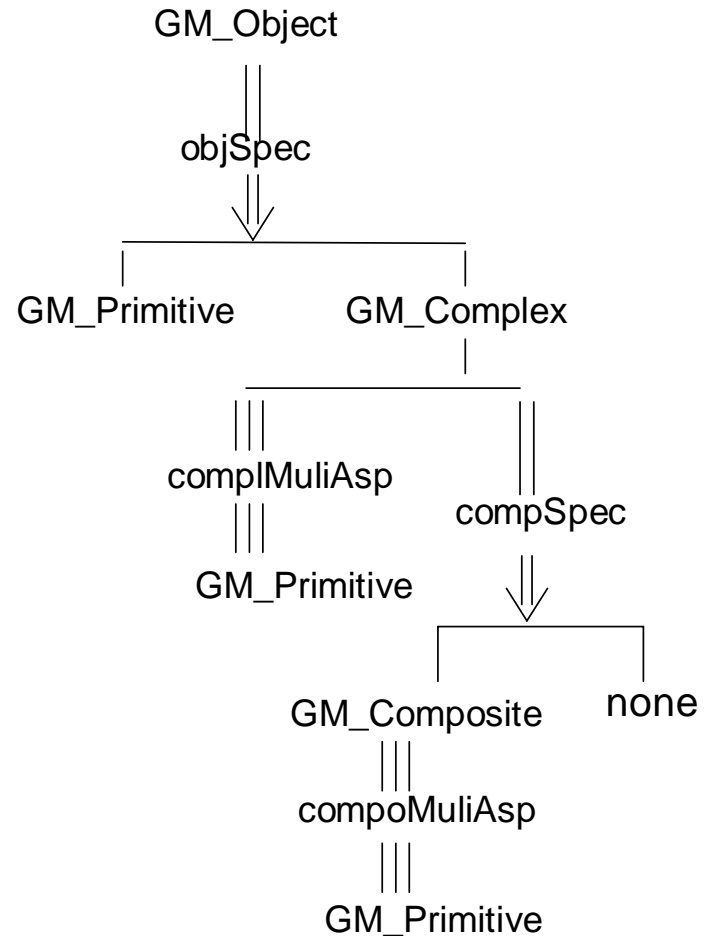 GM_Object
objSpec
GM_Primitive
GM_Complex
complMuliAsp
compSpec
GM_Primitive
GM_Composite
none
compoMuliAsp
GM_Primitive